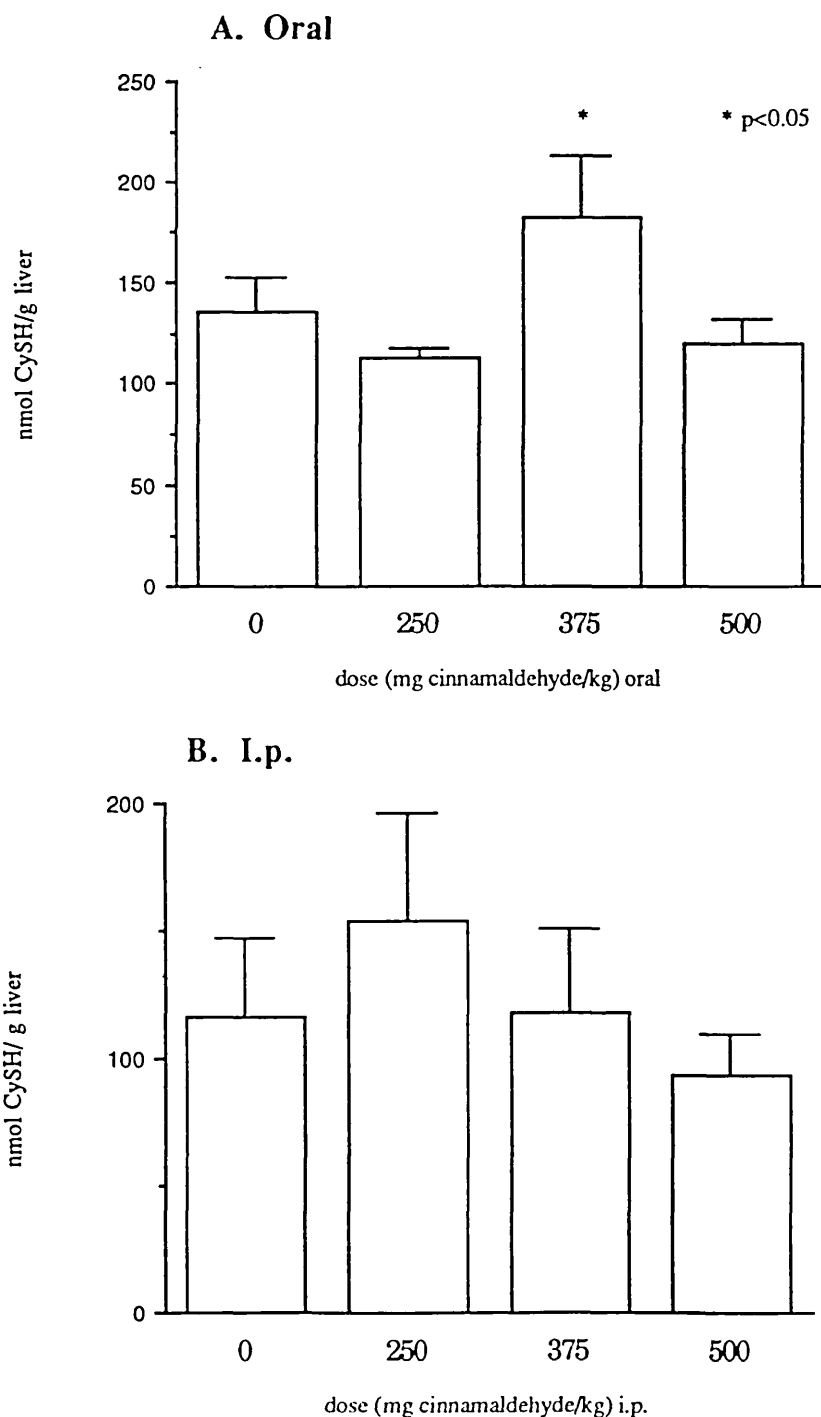 A. Oral
250
200
150
100
50
0
nmol CySH/g liver
*
* p<0.05
0 250 375 500
dose (mg cinnamaldehyde/kg) oral
B. I.p.
200
100
0
nmol CySH/ g liver
0 250 375 500
dose (mg cinnamaldehyde/kg) i.p.